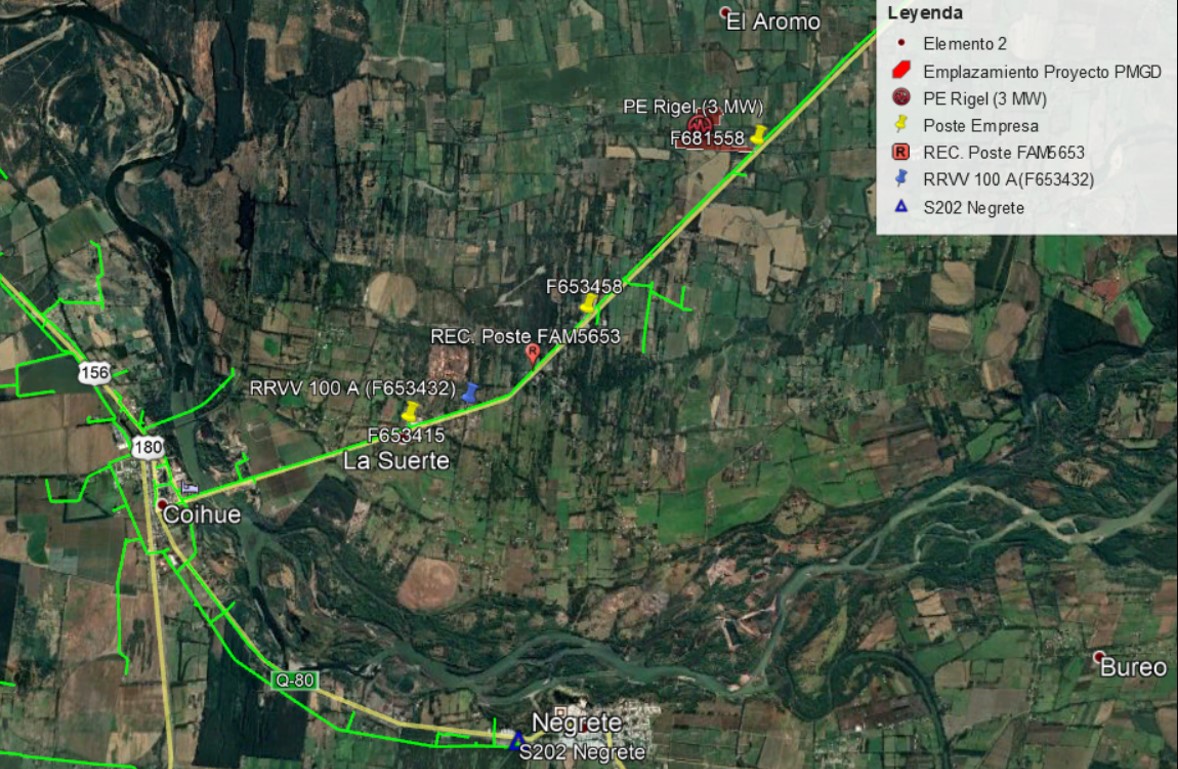 Leyenda
Elemento 2
Emplazamiento Proyecto PMGD
PE Rigel (3 MW)
Poste Empresa
R REC. Poste FAM5653
RRVV 100 A(F653432)
S202 Negrete
El Aromo
PE Rigel (3 MW)
F681558
F653458
REC. Poste FAM5653
R
RRVV 100 A (F653432)
F653415
La Suerte
156
180
Coihue
Q-80
Bureo
Negrete
S202 Negrete